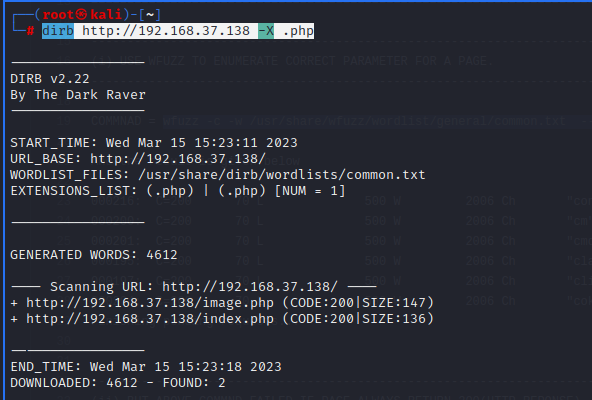 ┌──(root㉿kali)-[~]
└─# dirb http://192.168.37.138 -X .php
-----------------
DIRB v2.22
By The Dark Raver
-----------------
START_TIME: Wed Mar 15 15:23:11 2023
URL_BASE: http://192.168.37.138/
WORDLIST_FILES: /usr/share/dirb/wordlists/common.txt
EXTENSIONS_LIST: (.php) | (.php) [NUM = 1]
-----------------
GENERATED WORDS: 4612
---- Scanning URL: http://192.168.37.138/ ----
+ http://192.168.37.138/image.php (CODE:200|SIZE:147)
+ http://192.168.37.138/index.php (CODE:200|SIZE:136)
-----------------
END_TIME: Wed Mar 15 15:23:18 2023
DOWNLOADED: 4612 - FOUND: 2